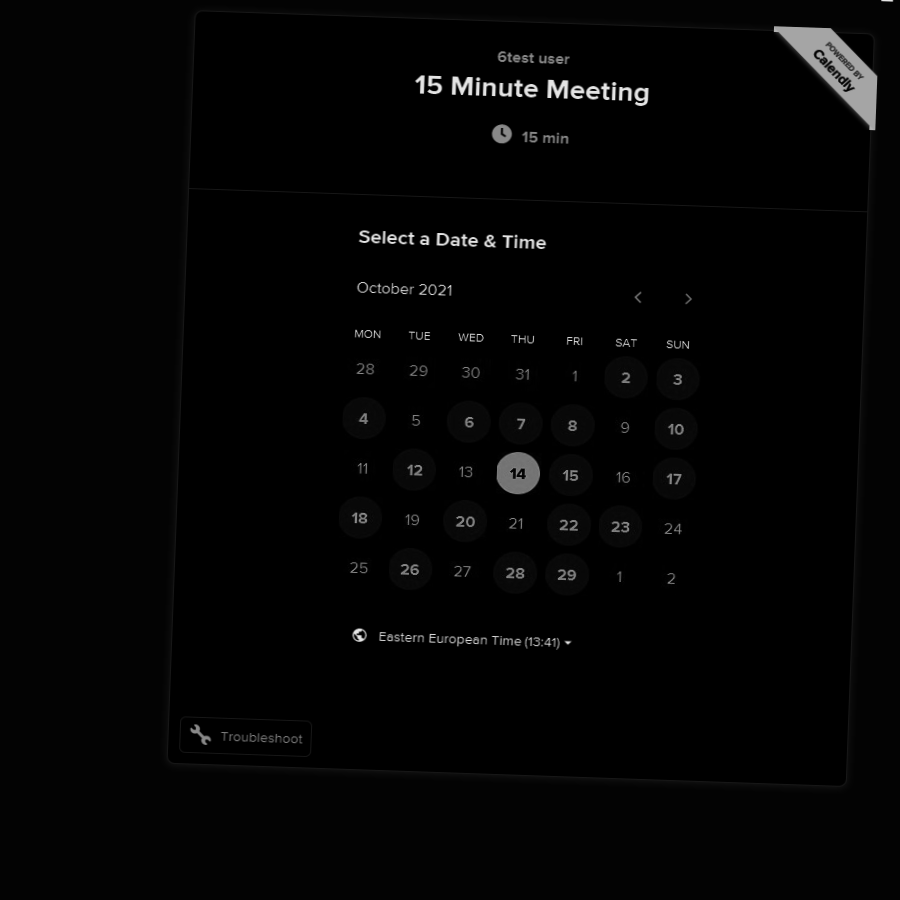 POWERED BY
Calendly
6test user
15 Minute Meeting
15 min
Select a Date & Time
October 2021
MON TUE WED THU FRI SAT SUN
28 29 30 31 1 2 3
4 5 6 7 8 9 10
11 12 13 14 15 16 17
18 19 20 21 22 23 24
25 26 27 28 29 1 2
Eastern European Time (13:41)
Troubleshoot